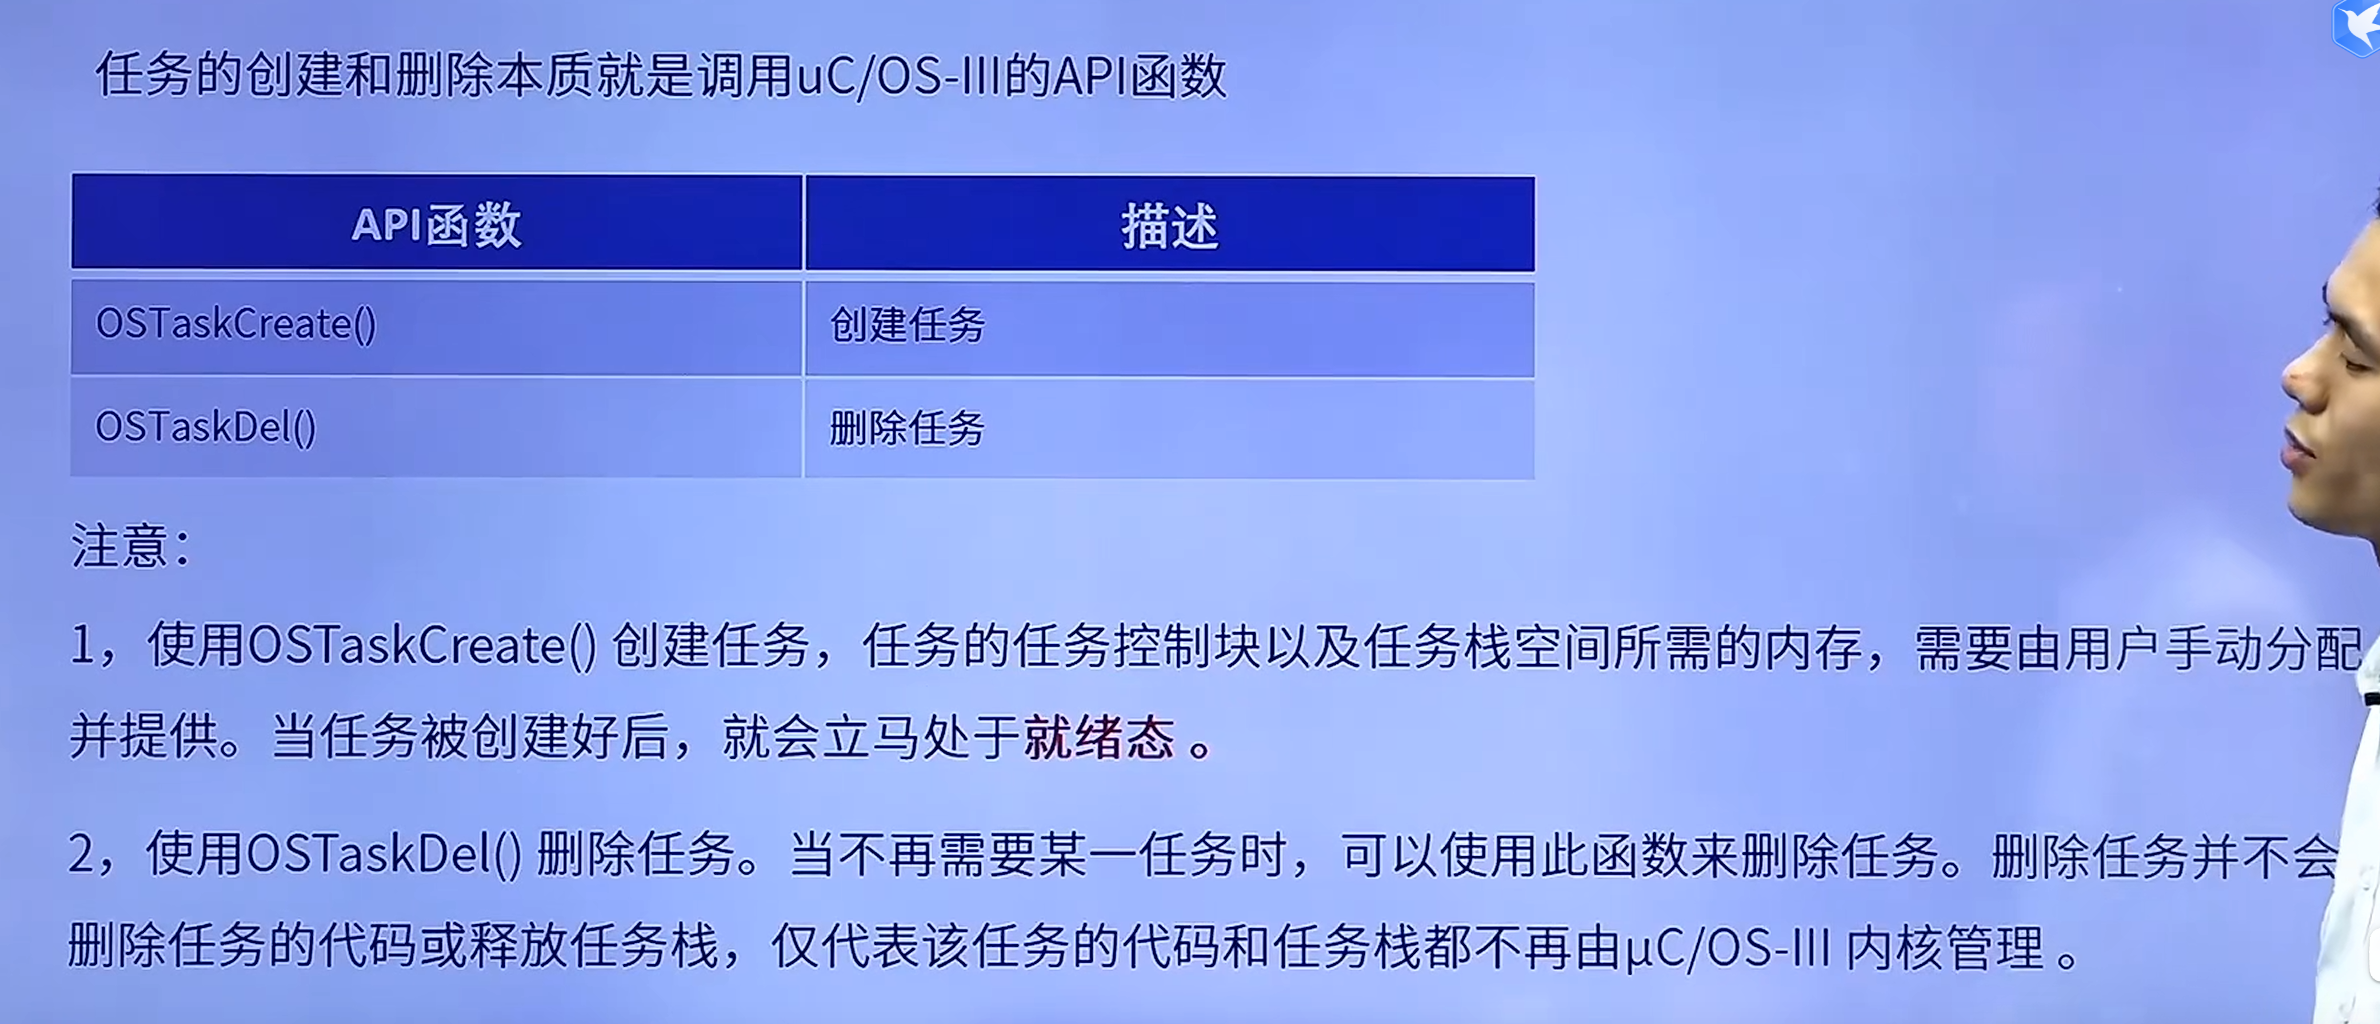 任务的创建和删除本质就是调用uC/OS-III的API函数
API函数 描述
OSTaskCreate() 创建任务
OSTaskDel() 删除任务
注意：
1，使用OSTaskCreate() 创建任务，任务的任务控制块以及任务栈空间所需的内存，需要由用户手动分配
并提供。当任务被创建好后，就会立马处于就绪态 。
2，使用OSTaskDel() 删除任务。当不再需要某一任务时，可以使用此函数来删除任务。删除任务并不会
删除任务的代码或释放任务栈，仅代表该任务的代码和任务栈都不再由μC/OS-III 内核管理 。